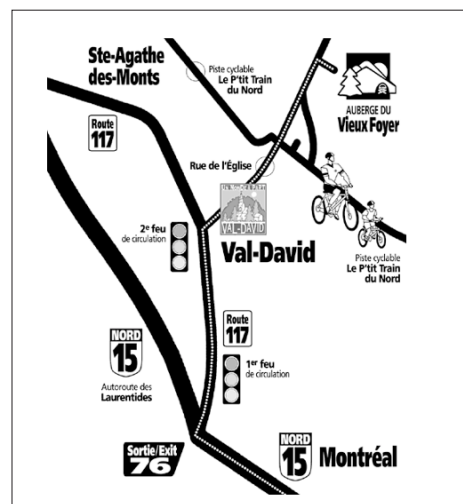 Ste-Agathe
des-Monts
Piste cyclable
Le P'tit Train
du Nord
AUBERGE DU
Vieux Foyer
Route
117
Rue de l'Église
VAL-DAVID
2e feu
de circulation
Val-David
Piste cyclable
Le P'tit Train
du Nord
Route
117
NORD
15
Autoroute des
Laurentides
1er feu
de circulation
Sortie/Exit
76
NORD
15
Montréal